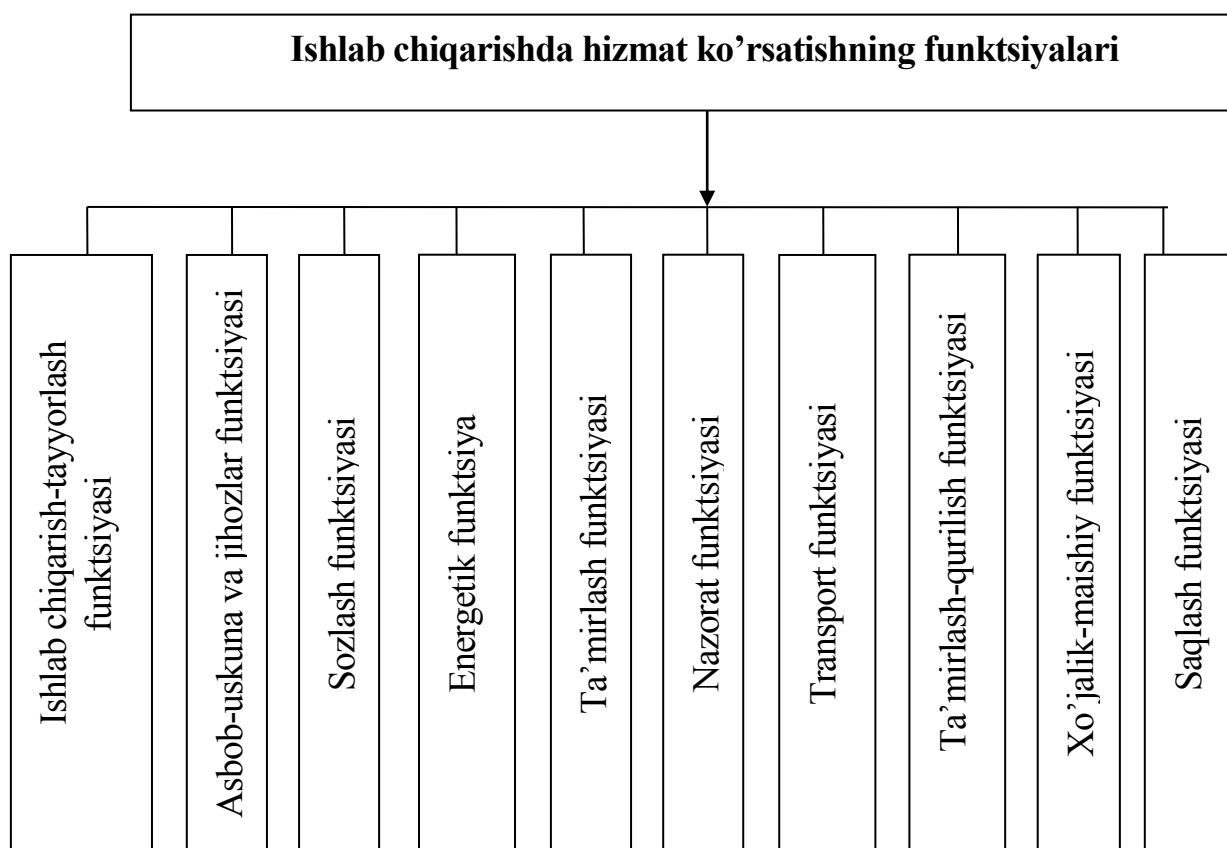 Ishlab chiqarishda hizmat ko’rsatishning funktsiyalari
Ishlab chiqarish-tayyorlash
funktsiyasi
Asbob-uskuna va jihozlar funktsiyasi
Sozlash funktsiyasi
Energetik funktsiya
Ta’mirlash funktsiyasi
Nazorat funktsiyasi
Transport funktsiyasi
Ta’mirlash-qurilish funktsiyasi
Xo’jalik-maishiy funktsiyasi
Saqlash funktsiyasi